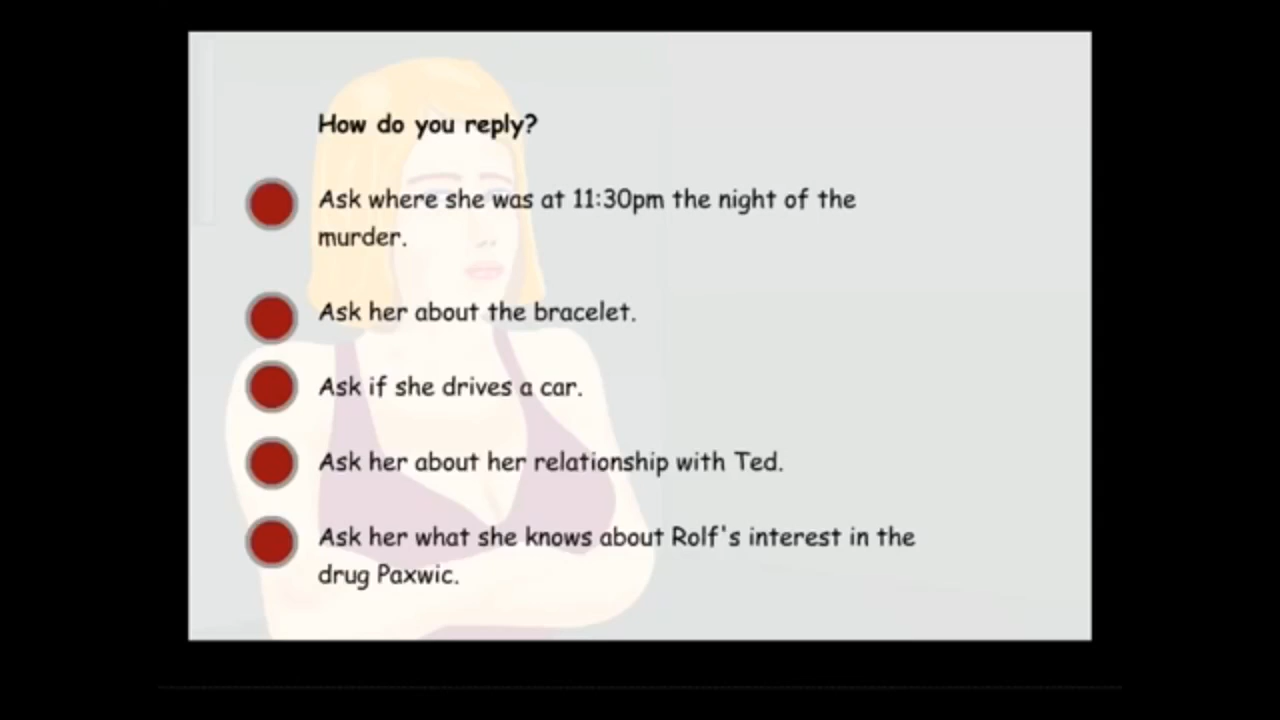 How do you reply?
Ask where she was at 11:30pm the night of the
murder.
Ask her about the bracelet.
Ask if she drives a car.
Ask her about her relationship with Ted.
Ask her what she knows about Rolf's interest in the
drug Paxwic.